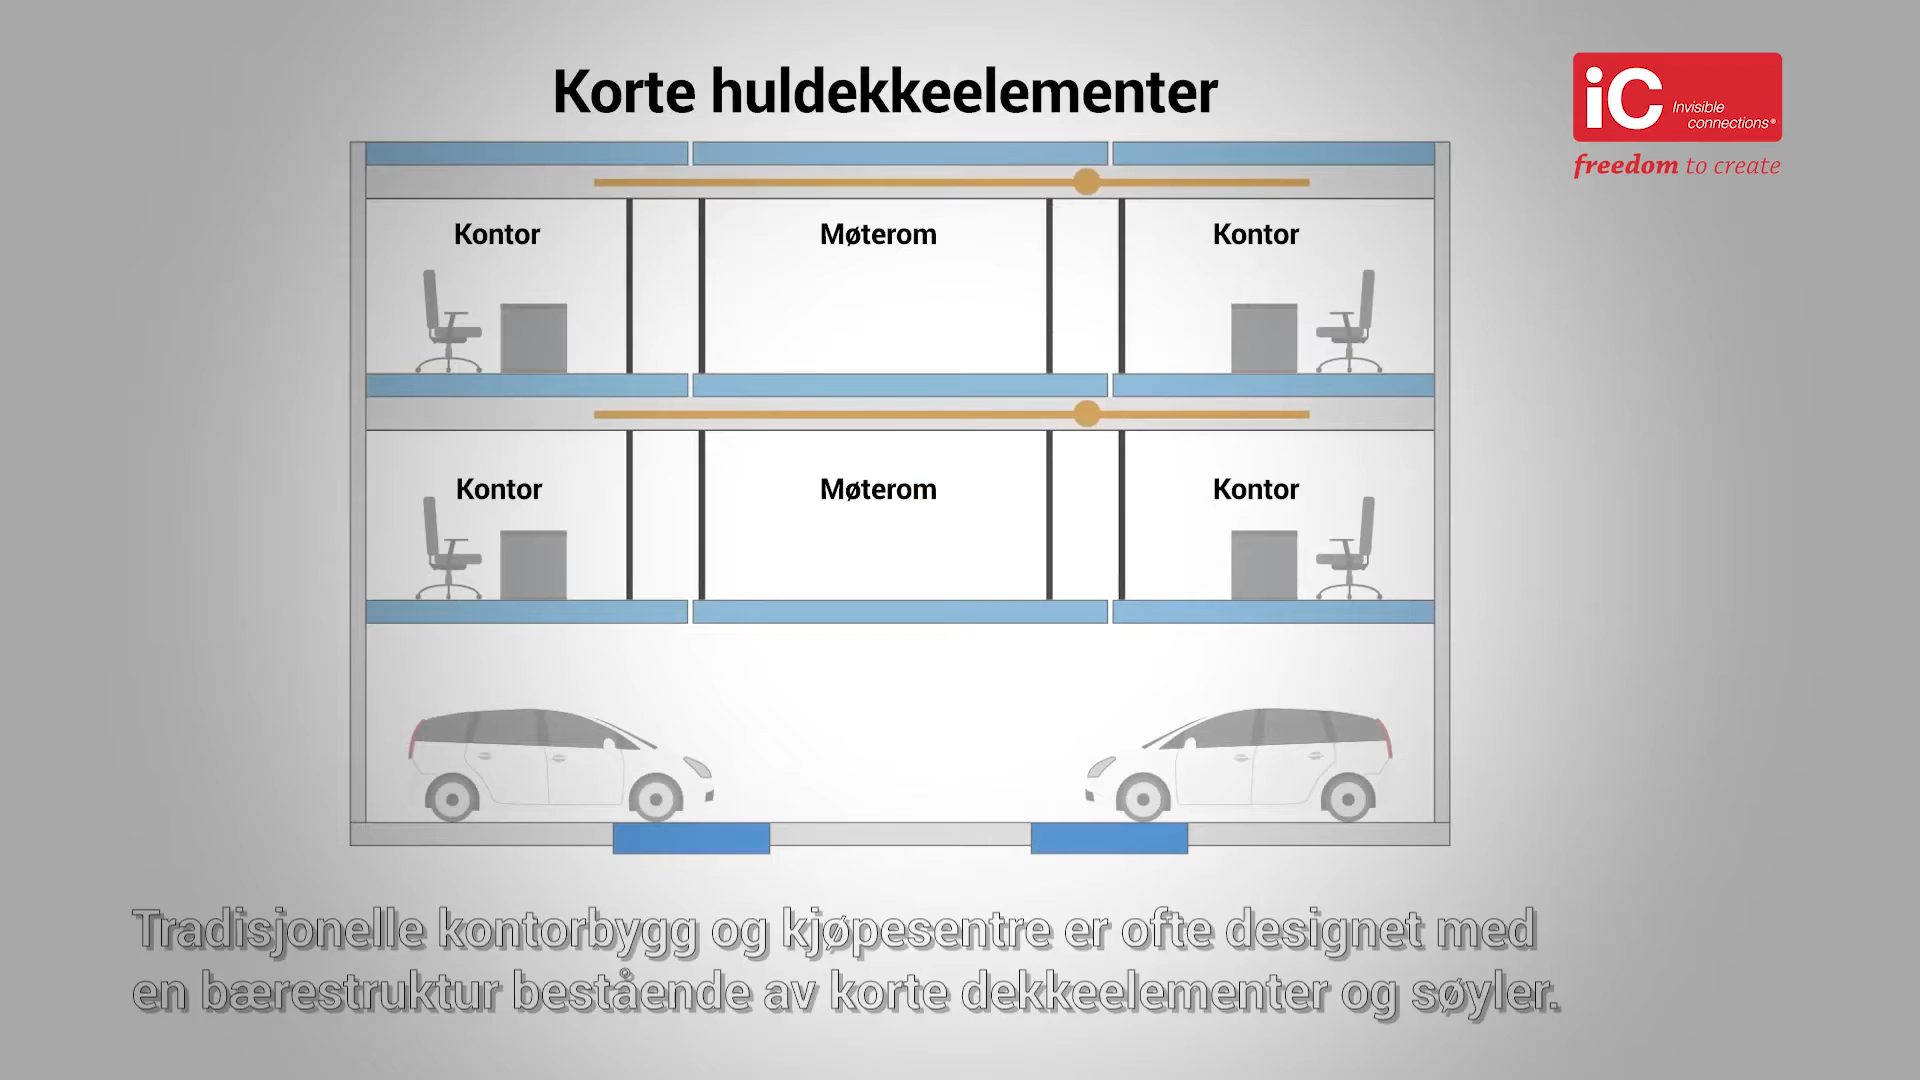 Korte huldekkeelementer
iC Invisible
connections®
freedom to create
Kontor
Møterom
Kontor
Kontor
Møterom
Kontor
Tradisjonelle kontorbygg og kjøpesentre er ofte designet med
en bærestruktur bestående av korte dekkeelementer og søyler.